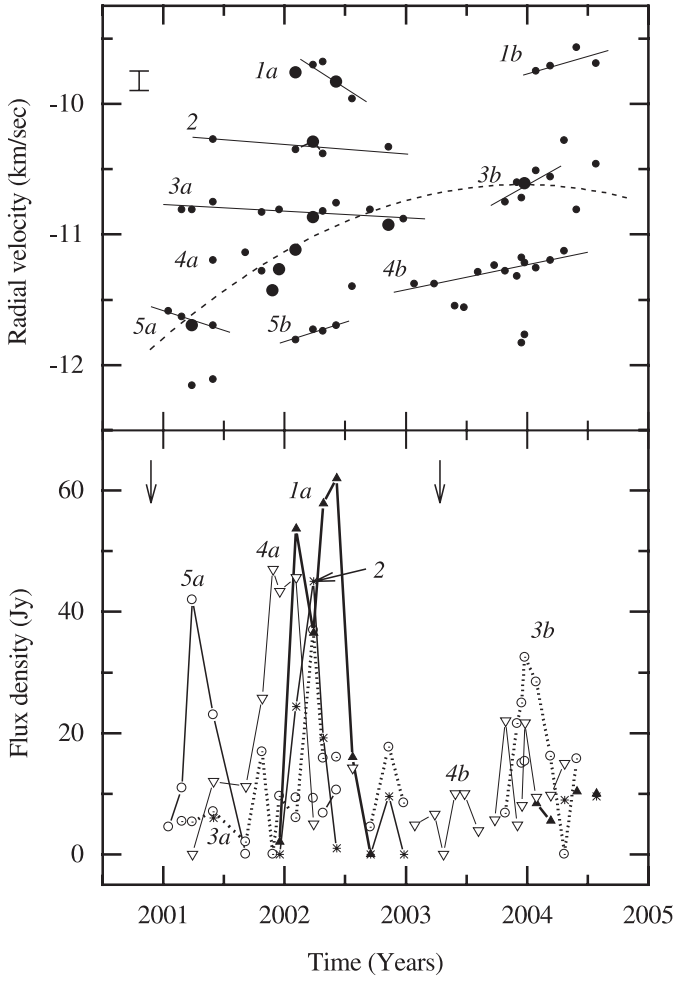 1a
1b
-10
2
3a
3b
-11
4a
4b
5a
5b
-12
Radial velocity (km/sec)
60
1a
4a
2
5a
40
3b
20
4b
3a
0
Flux density (Jy)
2001 2002 2003 2004 2005
Time (Years)